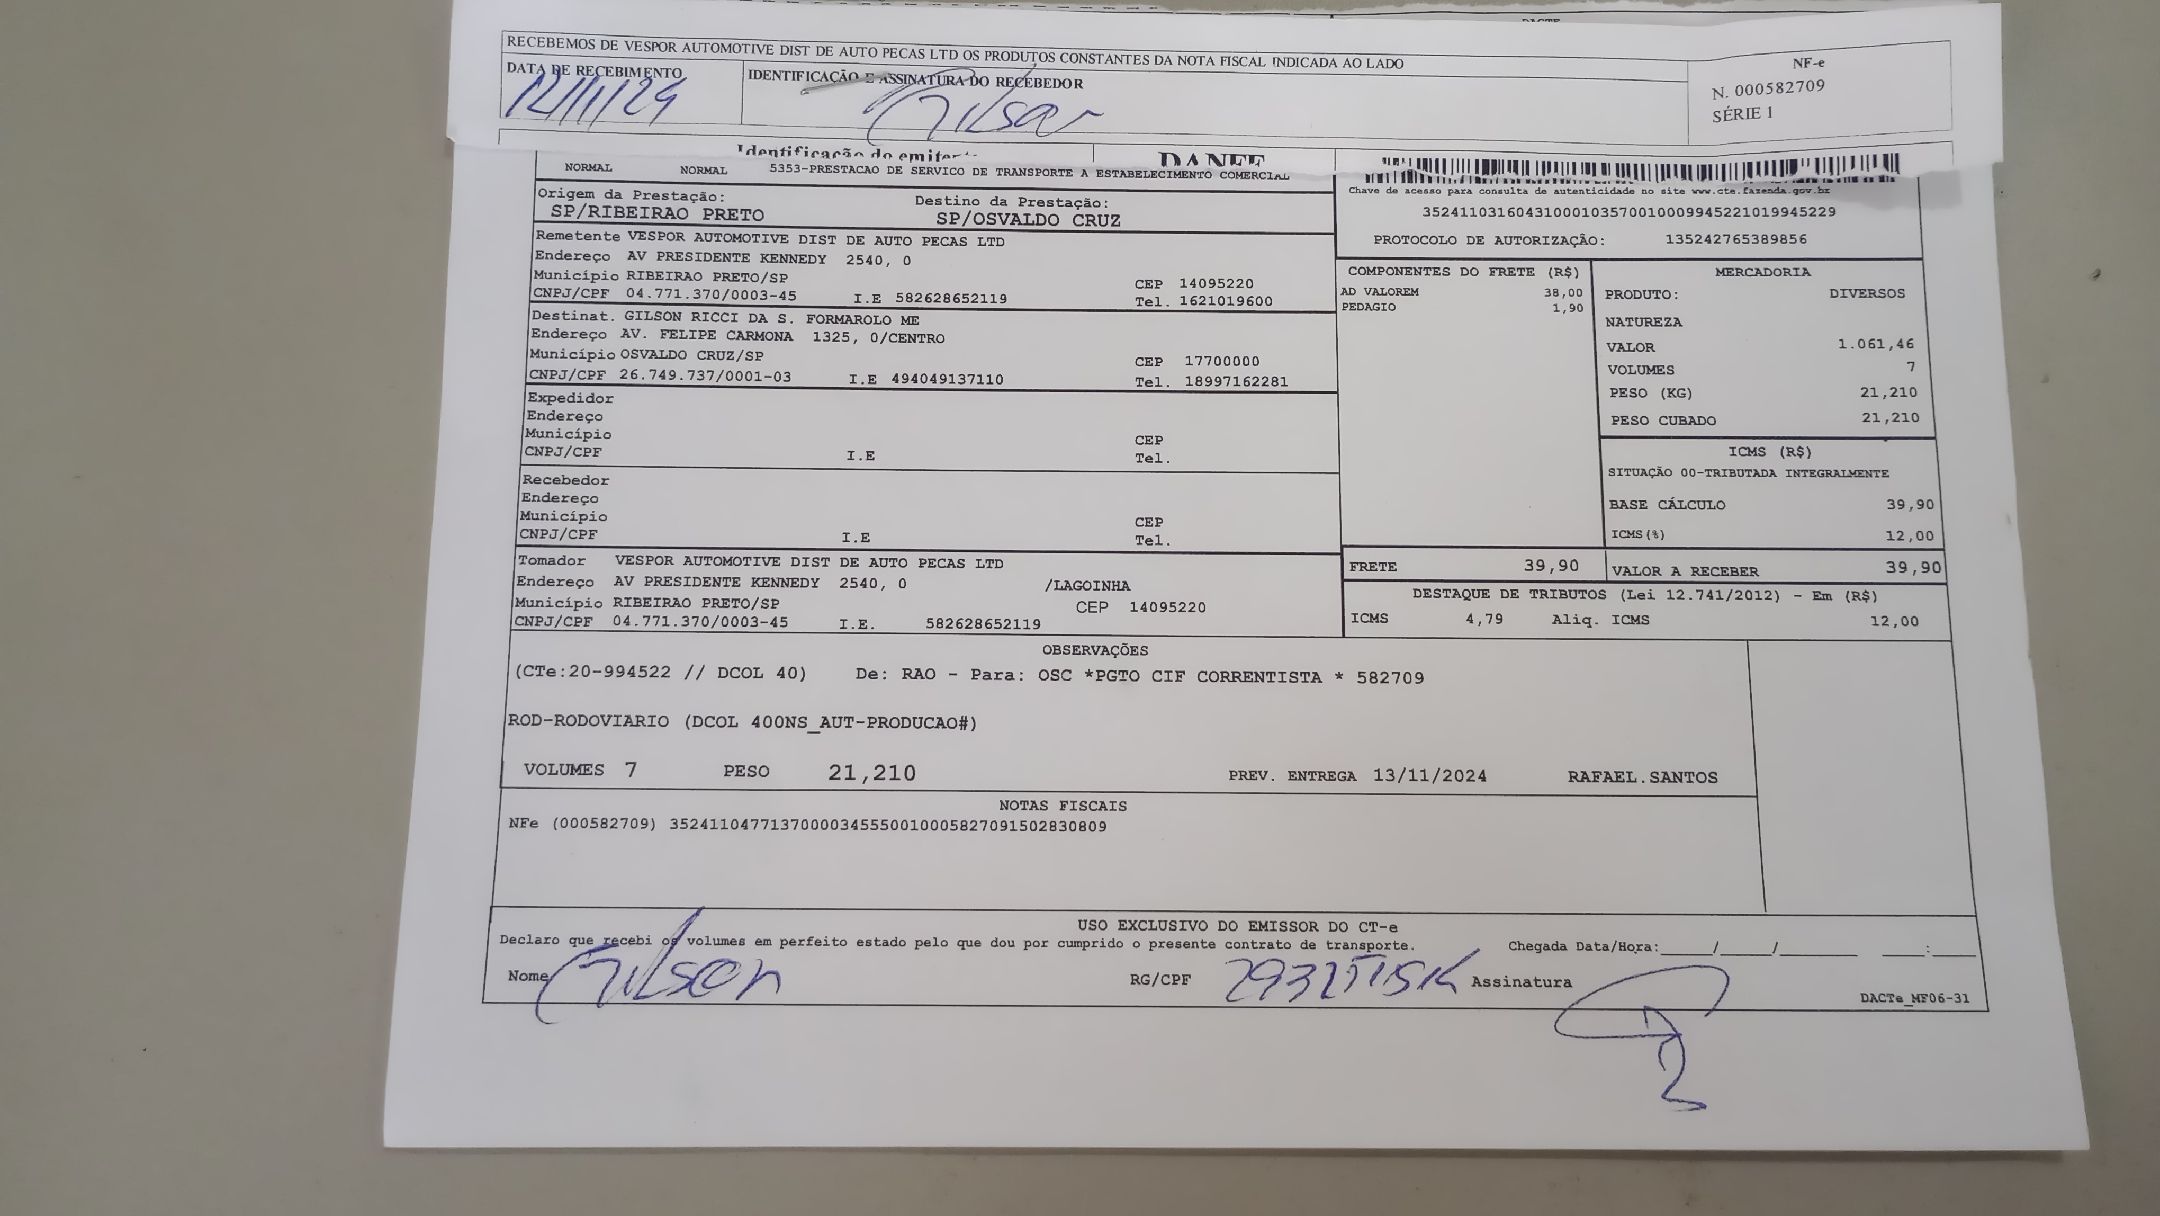 DACTE
RECEBEMOS DE VESPOR AUTOMOTIVE DIST DE AUTO PECAS LTD OS PRODUTOS CONSTANTES DA NOTA FISCAL INDICADA AO LADO
DATA DE RECEBIMENTO
12/11/24
IDENTIFICAÇÃO E ASSINATURA DO RECEBEDOR
Gilson
NF-e
N. 000582709
SÉRIE 1
Identificação do emitente
DANFE
NORMAL NORMAL 5353-PRESTACAO DE SERVICO DE TRANSPORTE A ESTABELECIMENTO COMERCIAL
Chave de acesso para consulta de autenticidade no site www.cte.fazenda.gov.br
35241103160431000103570010009945221019945229
PROTOCOLO DE AUTORIZAÇÃO: 135242765389856
Origem da Prestação: Destino da Prestação:
SP/RIBEIRAO PRETO SP/OSVALDO CRUZ
Remetente VESPOR AUTOMOTIVE DIST DE AUTO PECAS LTD
Endereço AV PRESIDENTE KENNEDY 2540, 0
Município RIBEIRAO PRETO/SP CEP 14095220
CNPJ/CPF 04.771.370/0003-45 I.E 582628652119 Tel. 1621019600
Destinat. GILSON RICCI DA S. FORMAROLO ME
Endereço AV. FELIPE CARMONA 1325, 0/CENTRO
Município OSVALDO CRUZ/SP CEP 17700000
CNPJ/CPF 26.749.737/0001-03 I.E 494049137110 Tel. 18997162281
Expedidor
Endereço
Município CEP
CNPJ/CPF I.E Tel.
Recebedor
Endereço
Município CEP
CNPJ/CPF I.E Tel.
Tomador VESPOR AUTOMOTIVE DIST DE AUTO PECAS LTD
Endereço AV PRESIDENTE KENNEDY 2540, 0 /LAGOINHA
Município RIBEIRAO PRETO/SP CEP 14095220
CNPJ/CPF 04.771.370/0003-45 I.E. 582628652119
COMPONENTES DO FRETE (R$)
AD VALOREM 38,00
PEDAGIO 1,90
MERCADORIA
PRODUTO: DIVERSOS
NATUREZA
VALOR 1.061,46
VOLUMES 7
PESO (KG) 21,210
PESO CUBADO 21,210
ICMS (R$)
SITUAÇÃO 00-TRIBUTADA INTEGRALMENTE
BASE CÁLCULO 39,90
ICMS(%) 12,00
FRETE 39,90 VALOR A RECEBER 39,90
DESTAQUE DE TRIBUTOS (Lei 12.741/2012) - Em (R$)
ICMS 4,79 Aliq. ICMS 12,00
OBSERVAÇÕES
(CTe:20-994522 // DCOL 40) De: RAO - Para: OSC *PGTO CIF CORRENTISTA * 582709
ROD-RODOVIARIO (DCOL 400NS_AUT-PRODUCAO#)
VOLUMES 7 PESO 21,210 PREV. ENTREGA 13/11/2024 RAFAEL.SANTOS
NOTAS FISCAIS
NFe (000582709) 35241104771370000345550010005827091502830809
USO EXCLUSIVO DO EMISSOR DO CT-e
Declaro que recebi os volumes em perfeito estado pelo que dou por cumprido o presente contrato de transporte. Chegada Data/Hora:____/____/______ ___:____
Nome Gilson RG/CPF Assinatura
DACTe_MF06-31